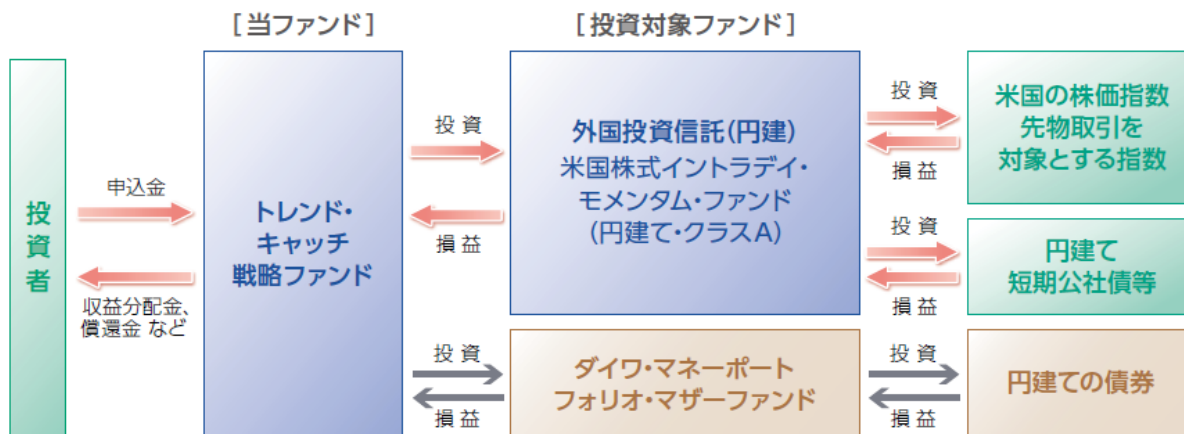 [当ファンド]
[投資対象ファンド]
投資者
申込金
収益分配金、
償還金 など
トレンド・
キャッチ
戦略ファンド
投 資
損 益
外国投資信託(円建)
米国株式イントラデイ・
モメンタム・ファンド
(円建て・クラスA)
投 資
損 益
米国の株価指数
先物取引を
対象とする指数
投 資
損 益
円建て
短期公社債等
投 資
損 益
ダイワ・マネーポート
フォリオ・マザーファンド
投 資
損 益
円建ての債券